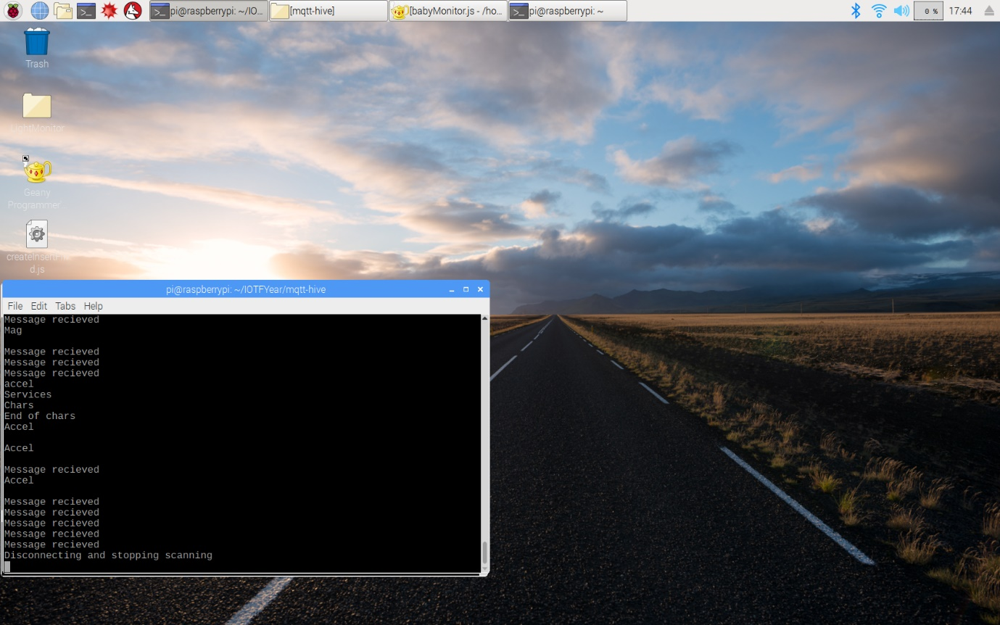 pi@raspberrypi: ~/IO...
[mqtt-hive]
[babyMonitor.js - /ho...
pi@raspberrypi: ~
0 %
17:44
Trash
LightMonitor
Geany
Programmer'
d.js
pi@raspberrypi: ~/IOTFYear/mqtt-hive
File Edit Tabs Help
Message recieved
Mag
Message recieved
Message recieved
Message recieved
accel
Services
Chars
End of chars
Accel
Accel
Message recieved
Accel
Message recieved
Message recieved
Message recieved
Message recieved
Message recieved
Disconnecting and stopping scanning